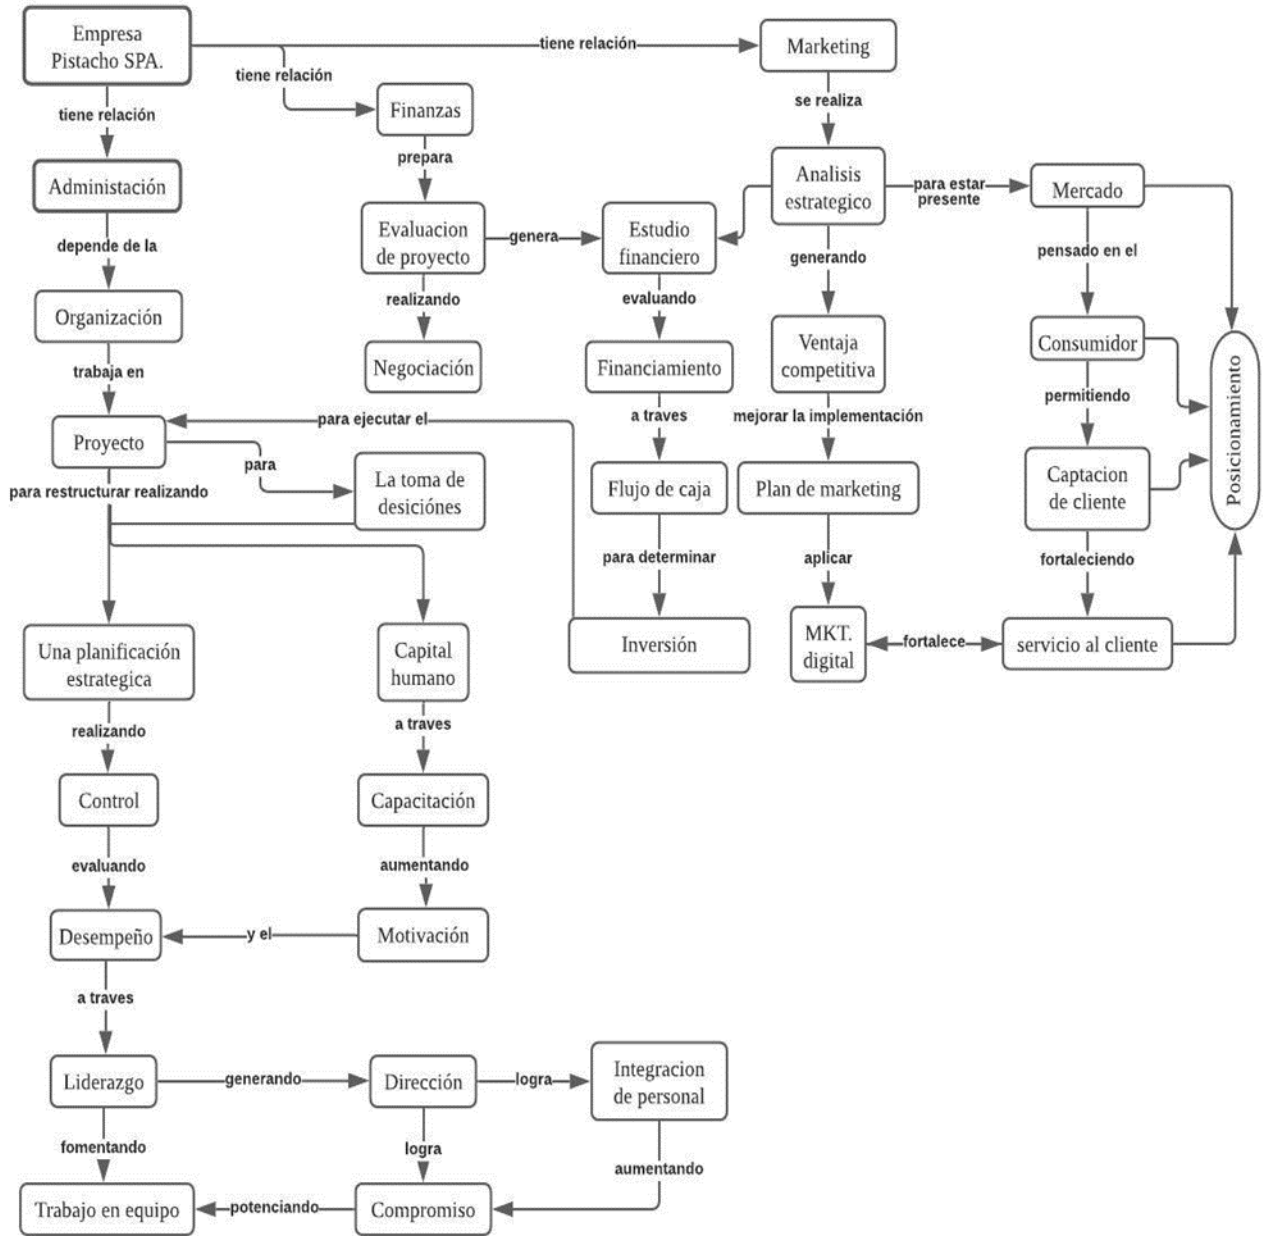 Empresa
Pistacho SPA.
tiene relación
Marketing
tiene relación
Finanzas
se realiza
tiene relación
prepara
Administación
Analisis
estrategico
para estar
presente
Mercado
depende de la
Evaluacion
de proyecto
genera
Estudio
financiero
generando
pensado en el
Organización
realizando
evaluando
Ventaja
competitiva
Consumidor
trabaja en
Negociación
Financiamiento
permitiendo
Posicionamiento
para ejecutar el
a traves
mejorar la implementación
Proyecto
para
La toma de
desiciónes
Flujo de caja
Plan de marketing
Captacion
de cliente
para restructurar realizando
para determinar
aplicar
fortaleciendo
Una planificación
estrategica
Capital
humano
Inversión
MKT.
digital
fortalece
servicio al cliente
realizando
a traves
Control
Capacitación
evaluando
aumentando
Desempeño
y el
Motivación
a traves
Liderazgo
generando
Dirección
logra
Integracion
de personal
fomentando
logra
aumentando
Trabajo en equipo
potenciando
Compromiso